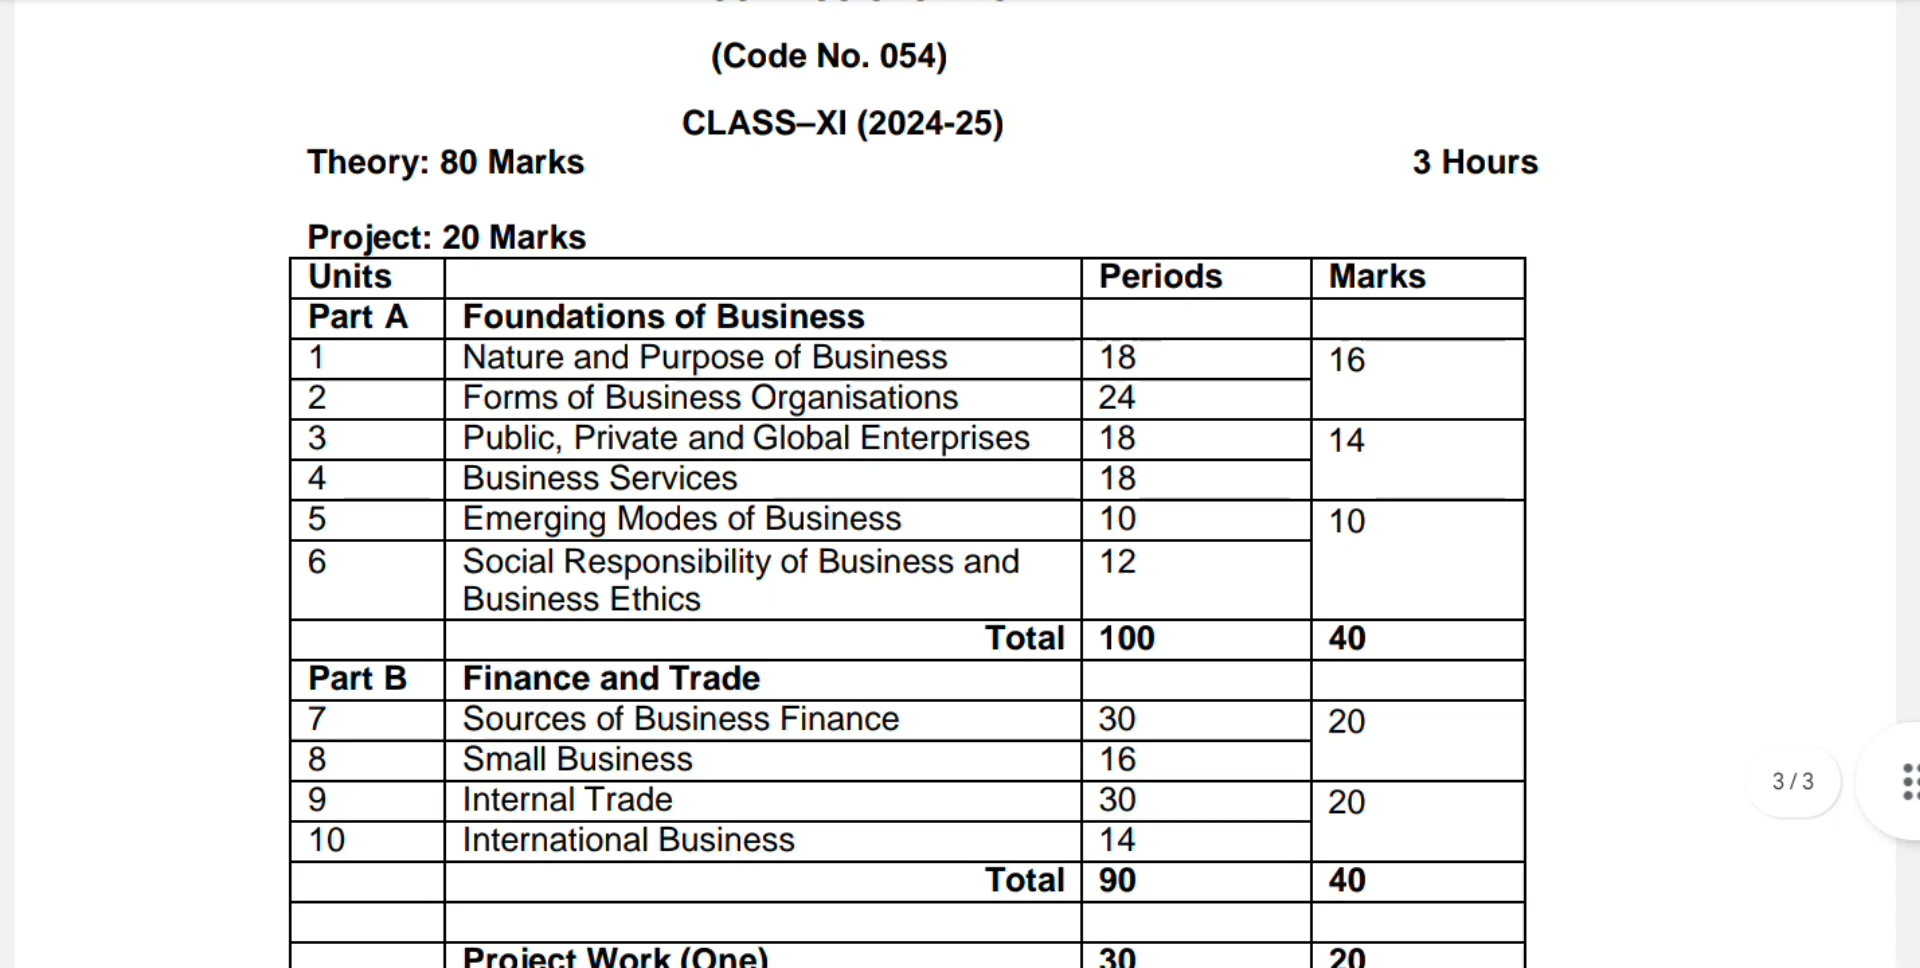 (Code No. 054)
CLASS–XI (2024-25)
Theory: 80 Marks 3 Hours
Project: 20 Marks
Units Periods Marks
Part A Foundations of Business
1 Nature and Purpose of Business 18 16
2 Forms of Business Organisations 24
3 Public, Private and Global Enterprises 18 14
4 Business Services 18
5 Emerging Modes of Business 10 10
6 Social Responsibility of Business and 12
Business Ethics
Total 100 40
Part B Finance and Trade
7 Sources of Business Finance 30 20
8 Small Business 16
9 Internal Trade 30 20
10 International Business 14
Total 90 40
Project Work (One) 30 20
3 / 3